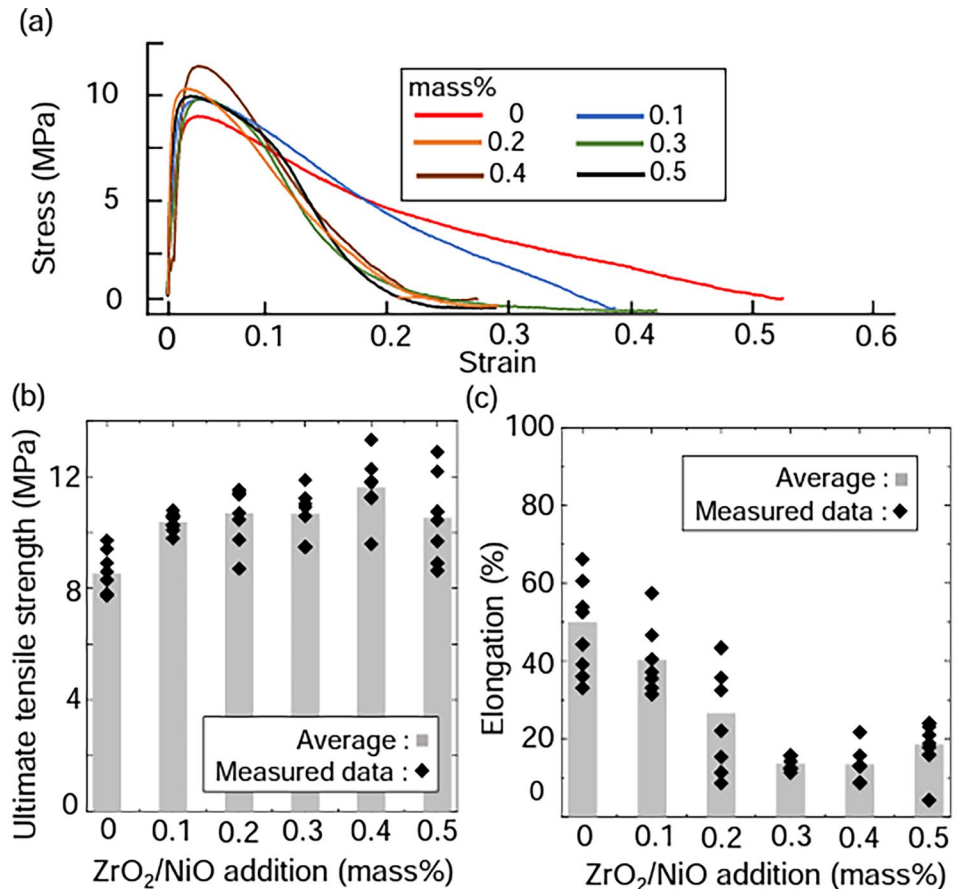 (a)
Stress (MPa)
10
5
0
mass%
0 0.1
0.2 0.3
0.4 0.5
0 0.1 0.2 0.3 0.4 0.5 0.6
Strain
(b)
Ultimate tensile strength (MPa)
12
8
4
0
Average :
Measured data :
0 0.1 0.2 0.3 0.4 0.5
ZrO₂/NiO addition (mass%)
(c)
Elongation (%)
100
80
60
40
20
0
Average :
Measured data :
0 0.1 0.2 0.3 0.4 0.5
ZrO₂/NiO addition (mass%)